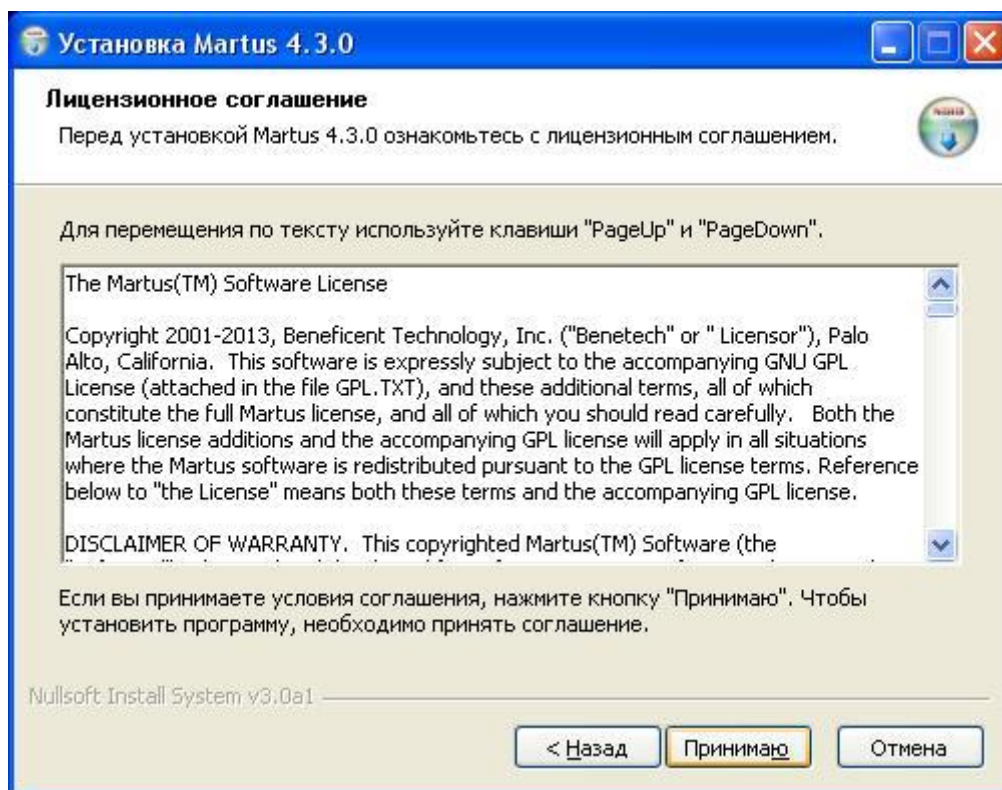 Установка Martus 4.3.0
Лицензионное соглашение
Перед установкой Martus 4.3.0 ознакомьтесь с лицензионным соглашением.
Для перемещения по тексту используйте клавиши "PageUp" и "PageDown".
The Martus(TM) Software License
Copyright 2001-2013, Beneficent Technology, Inc. ("Benetech" or " Licensor"), Palo
Alto, California.  This software is expressly subject to the accompanying GNU GPL
License (attached in the file GPL.TXT), and these additional terms, all of which
constitute the full Martus license, and all of which you should read carefully.   Both the
Martus license additions and the accompanying GPL license will apply in all situations
where the Martus software is redistributed pursuant to the GPL license terms. Reference
below to "the License" means both these terms and the accompanying GPL license.
DISCLAIMER OF WARRANTY.  This copyrighted Martus(TM) Software (the
Если вы принимаете условия соглашения, нажмите кнопку "Принимаю". Чтобы
установить программу, необходимо принять соглашение.
Nullsoft Install System v3.0a1
< Назад
Принимаю
Отмена